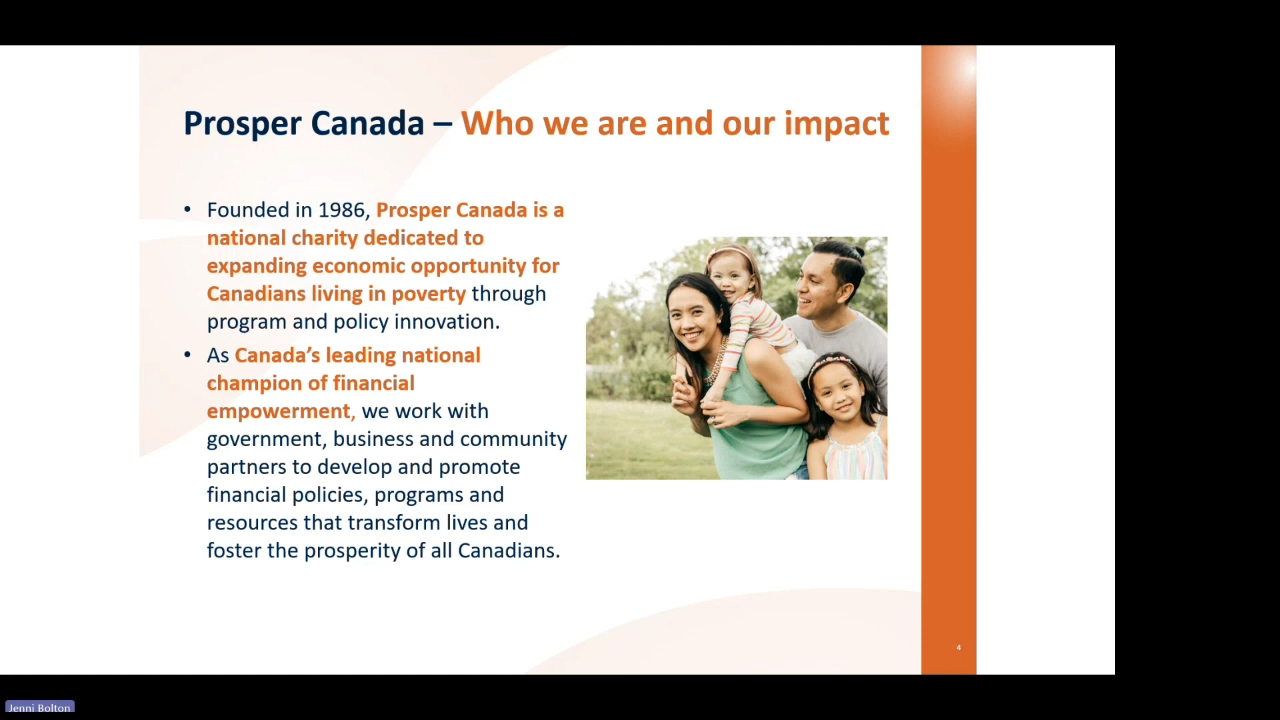 Prosper Canada – Who we are and our impact
• Founded in 1986, Prosper Canada is a
national charity dedicated to
expanding economic opportunity for
Canadians living in poverty through
program and policy innovation.
• As Canada’s leading national
champion of financial
empowerment, we work with
government, business and community
partners to develop and promote
financial policies, programs and
resources that transform lives and
foster the prosperity of all Canadians.
4
Jenni Bolton